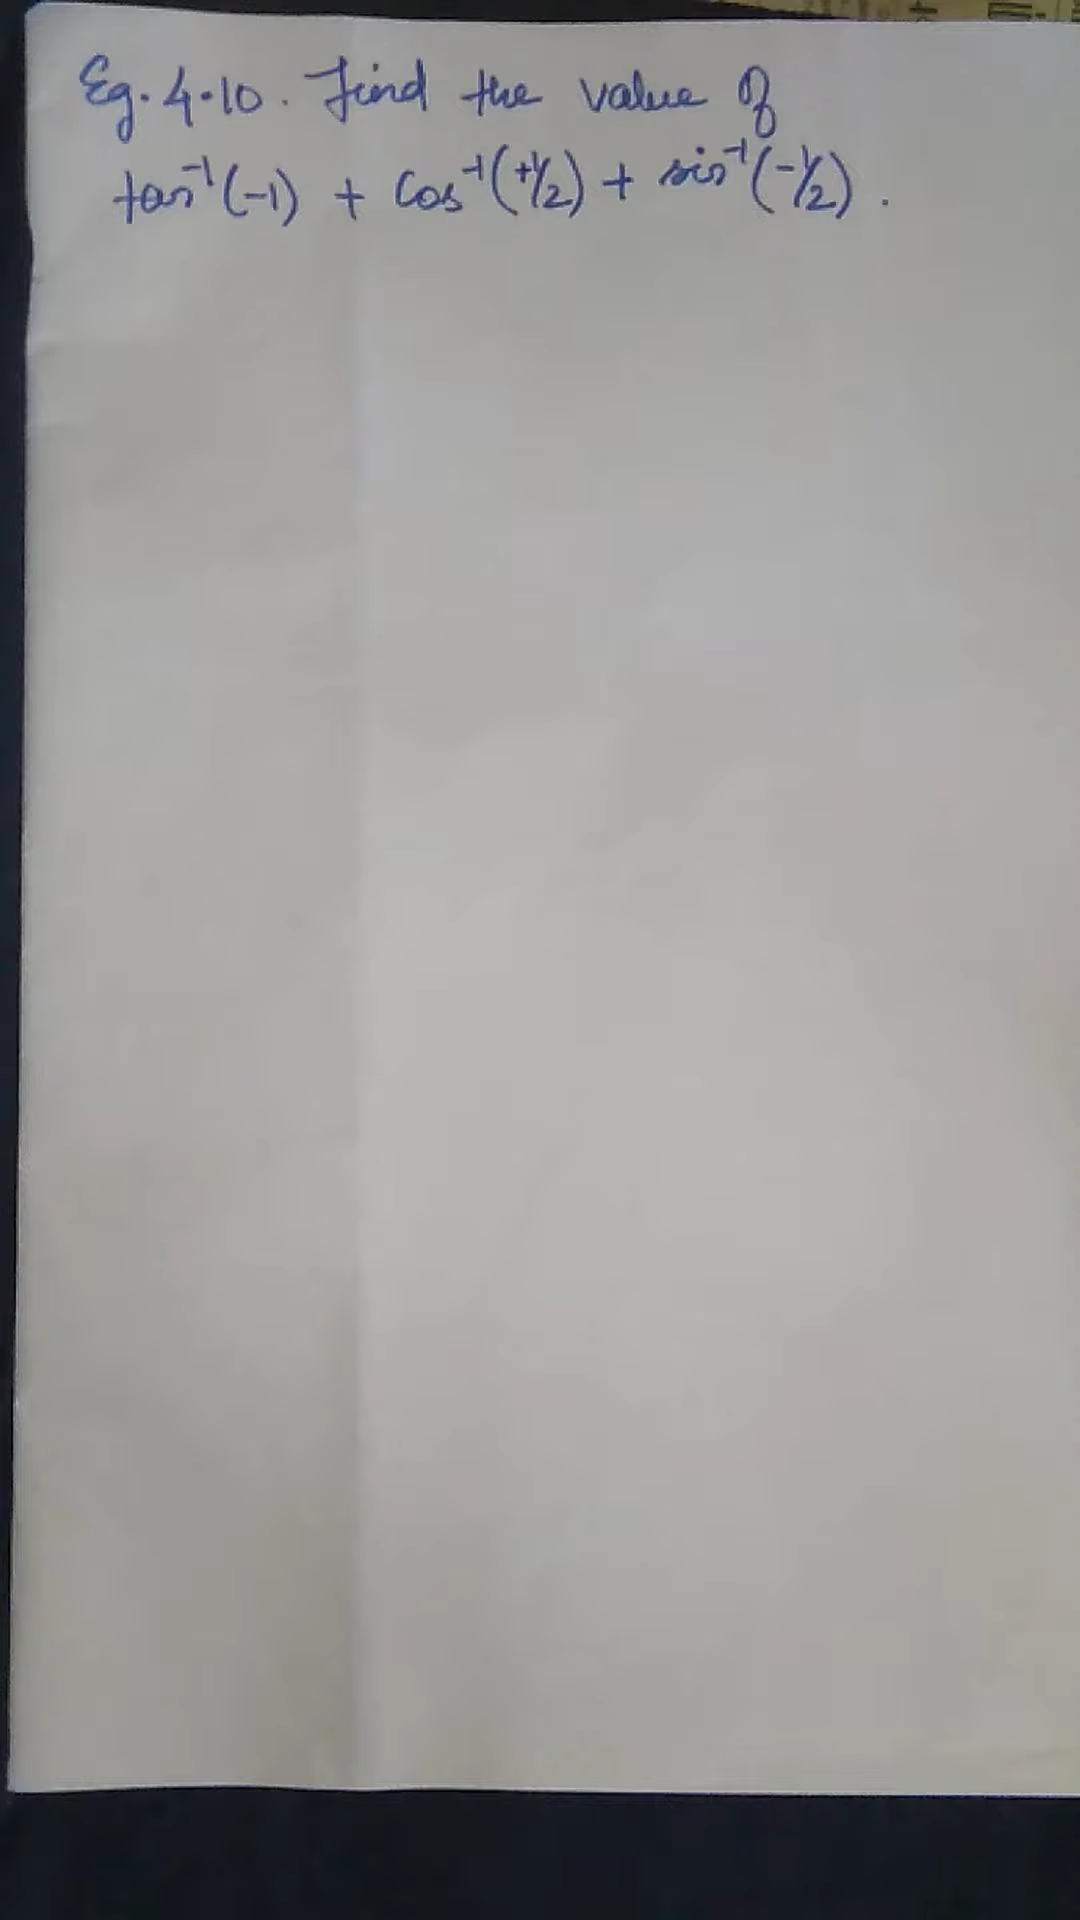 Eg. 4.10. Find the value of
tan⁻¹(-1) + Cos⁻¹(+1/2) + sin⁻¹(-1/2).